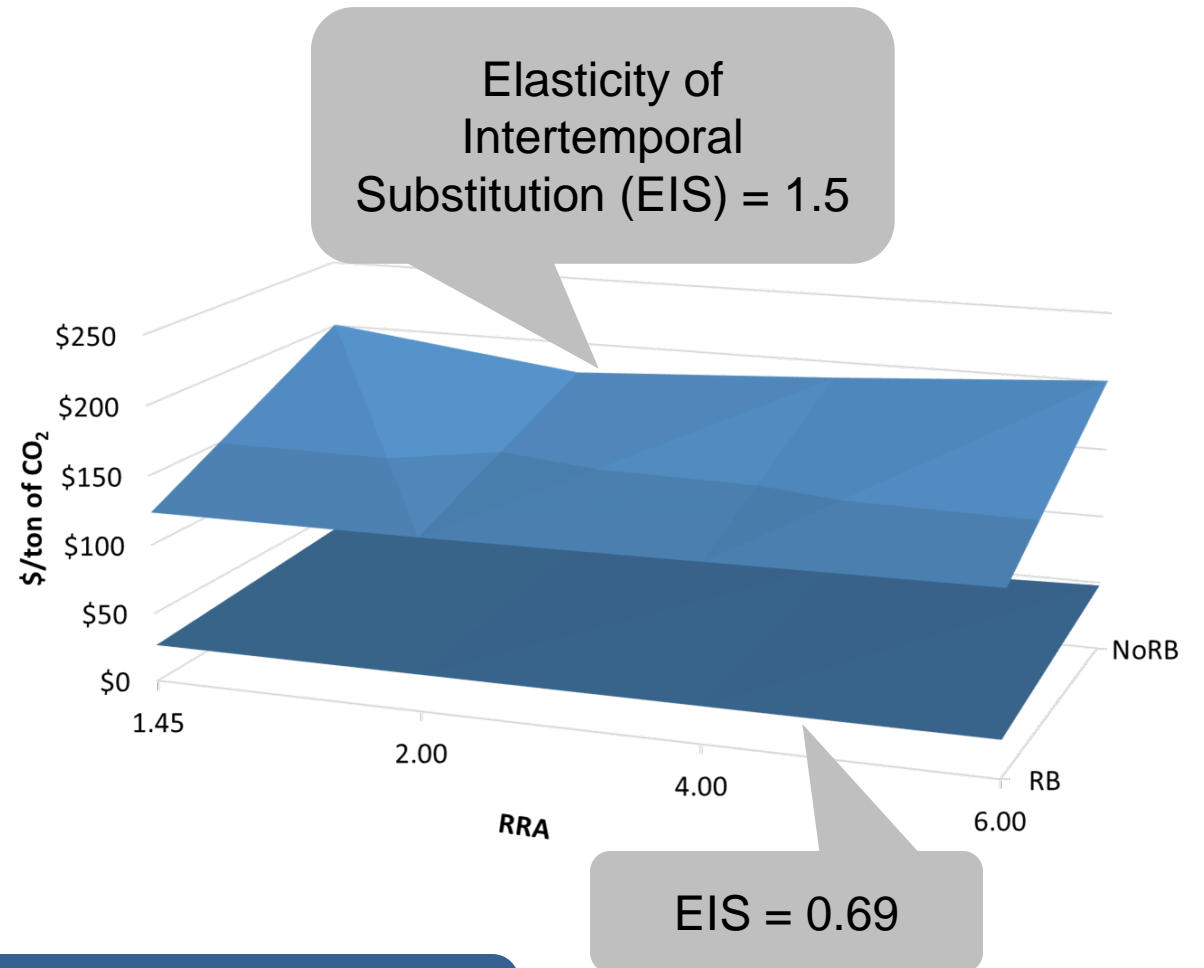 Elasticity of
Intertemporal
Substitution (EIS) = 1.5
$250
$200
$150
$100
$50
$0
$/ton of CO₂
1.45
2.00
4.00
6.00
RRA
NoRB
RB
EIS = 0.69